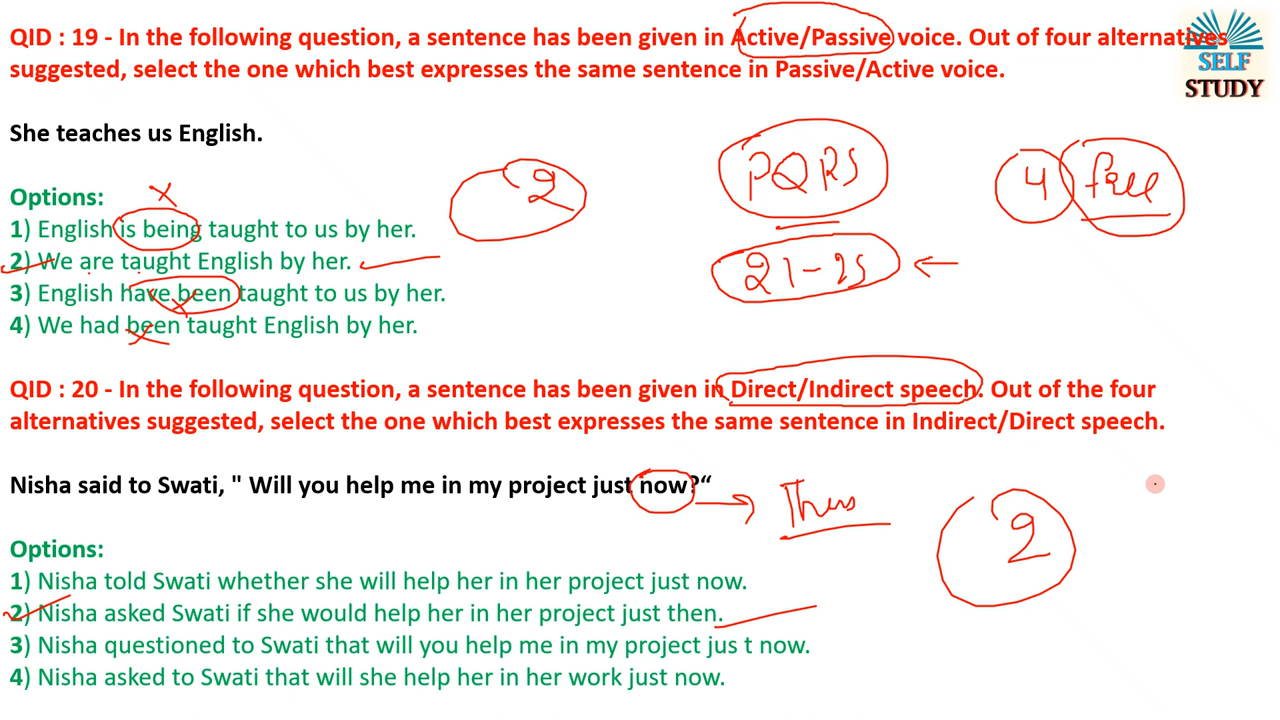 QID : 19 - In the following question, a sentence has been given in Active/Passive voice. Out of four alternatives
suggested, select the one which best expresses the same sentence in Passive/Active voice.
SELF
STUDY
She teaches us English.
2
PQRS
4 free
Options:
1) English is being taught to us by her.
2) We are taught English by her.
21-25
3) English have been taught to us by her.
4) We had been taught English by her.
QID : 20 - In the following question, a sentence has been given in Direct/Indirect speech. Out of the four
alternatives suggested, select the one which best expresses the same sentence in Indirect/Direct speech.
Nisha said to Swati, " Will you help me in my project just now?“
2
Options:
1) Nisha told Swati whether she will help her in her project just now.
2) Nisha asked Swati if she would help her in her project just then.
3) Nisha questioned to Swati that will you help me in my project jus t now.
4) Nisha asked to Swati that will she help her in her work just now.